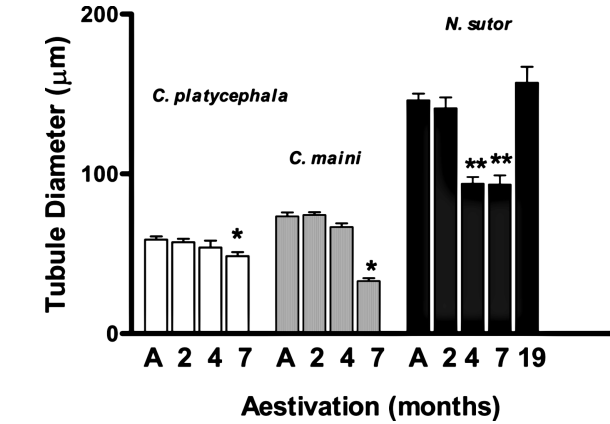 200
N. sutor
C. platycephala
C. maini
** **
100
* *
0
Tubule Diameter (μm)
A 2 4 7 A 2 4 7 A 2 4 7 19
Aestivation (months)